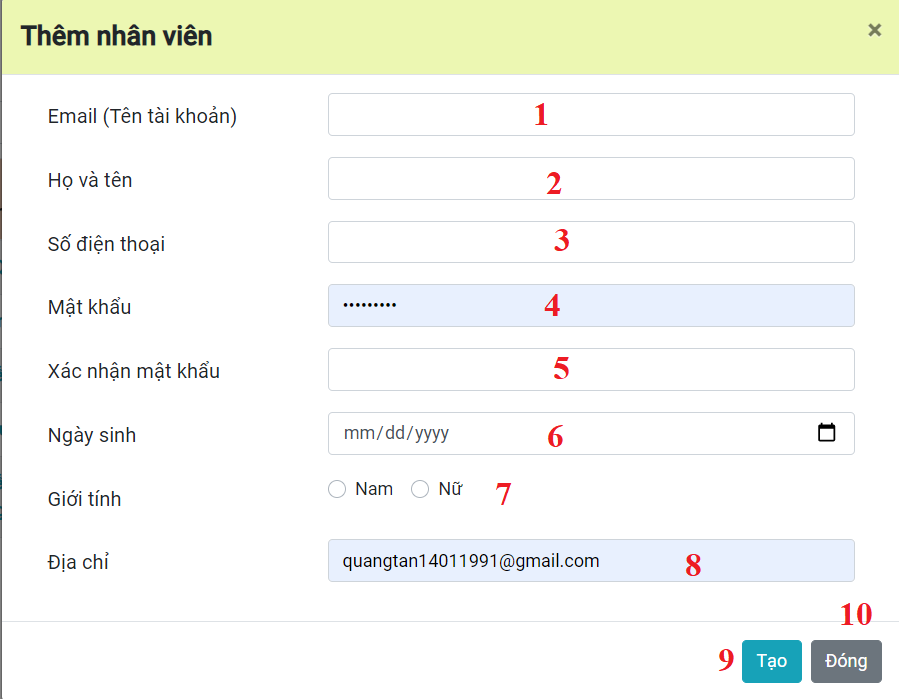 Thêm nhân viên ×
Email (Tên tài khoản) 1
Họ và tên 2
Số điện thoại 3
Mật khẩu ••••••••• 4
Xác nhận mật khẩu 5
Ngày sinh mm/dd/yyyy 6
Giới tính Nam Nữ 7
Địa chỉ quangtan14011991@gmail.com 8
10
9 Tạo Đóng